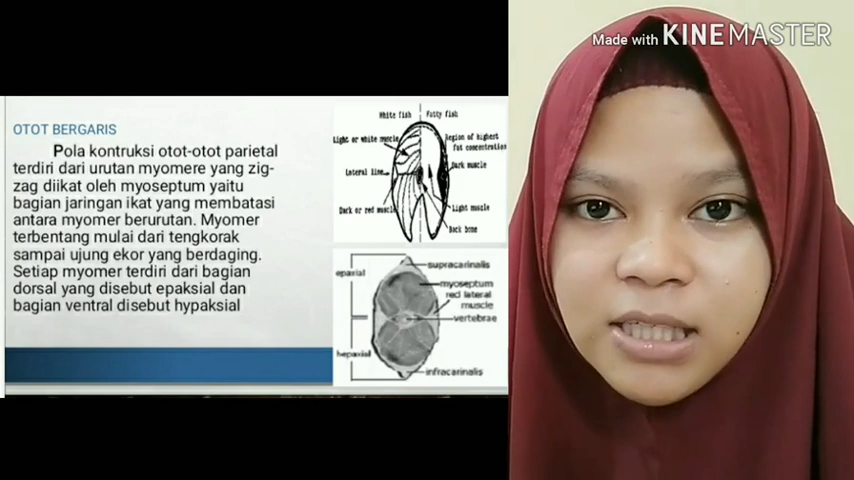 Made with KINEMASTER
OTOT BERGARIS
Pola kontruksi otot-otot parietal
terdiri dari urutan myomere yang zig-
zag diikat oleh myoseptum yaitu
bagian jaringan ikat yang membatasi
antara myomer berurutan. Myomer
terbentang mulai dari tengkorak
sampai ujung ekor yang berdaging.
Setiap myomer terdiri dari bagian
dorsal yang disebut epaksial dan
bagian ventral disebut hypaksial
White fish
Fatty fish
Light or white muscle
Region of highest
fat concentration
Dark muscle
Lateral line
Dark or red muscle
Light muscle
Back bone
epaxial
supracarinalis
myoseptum
red lateral
muscle
vertebrae
hepaxial
infracarinalis